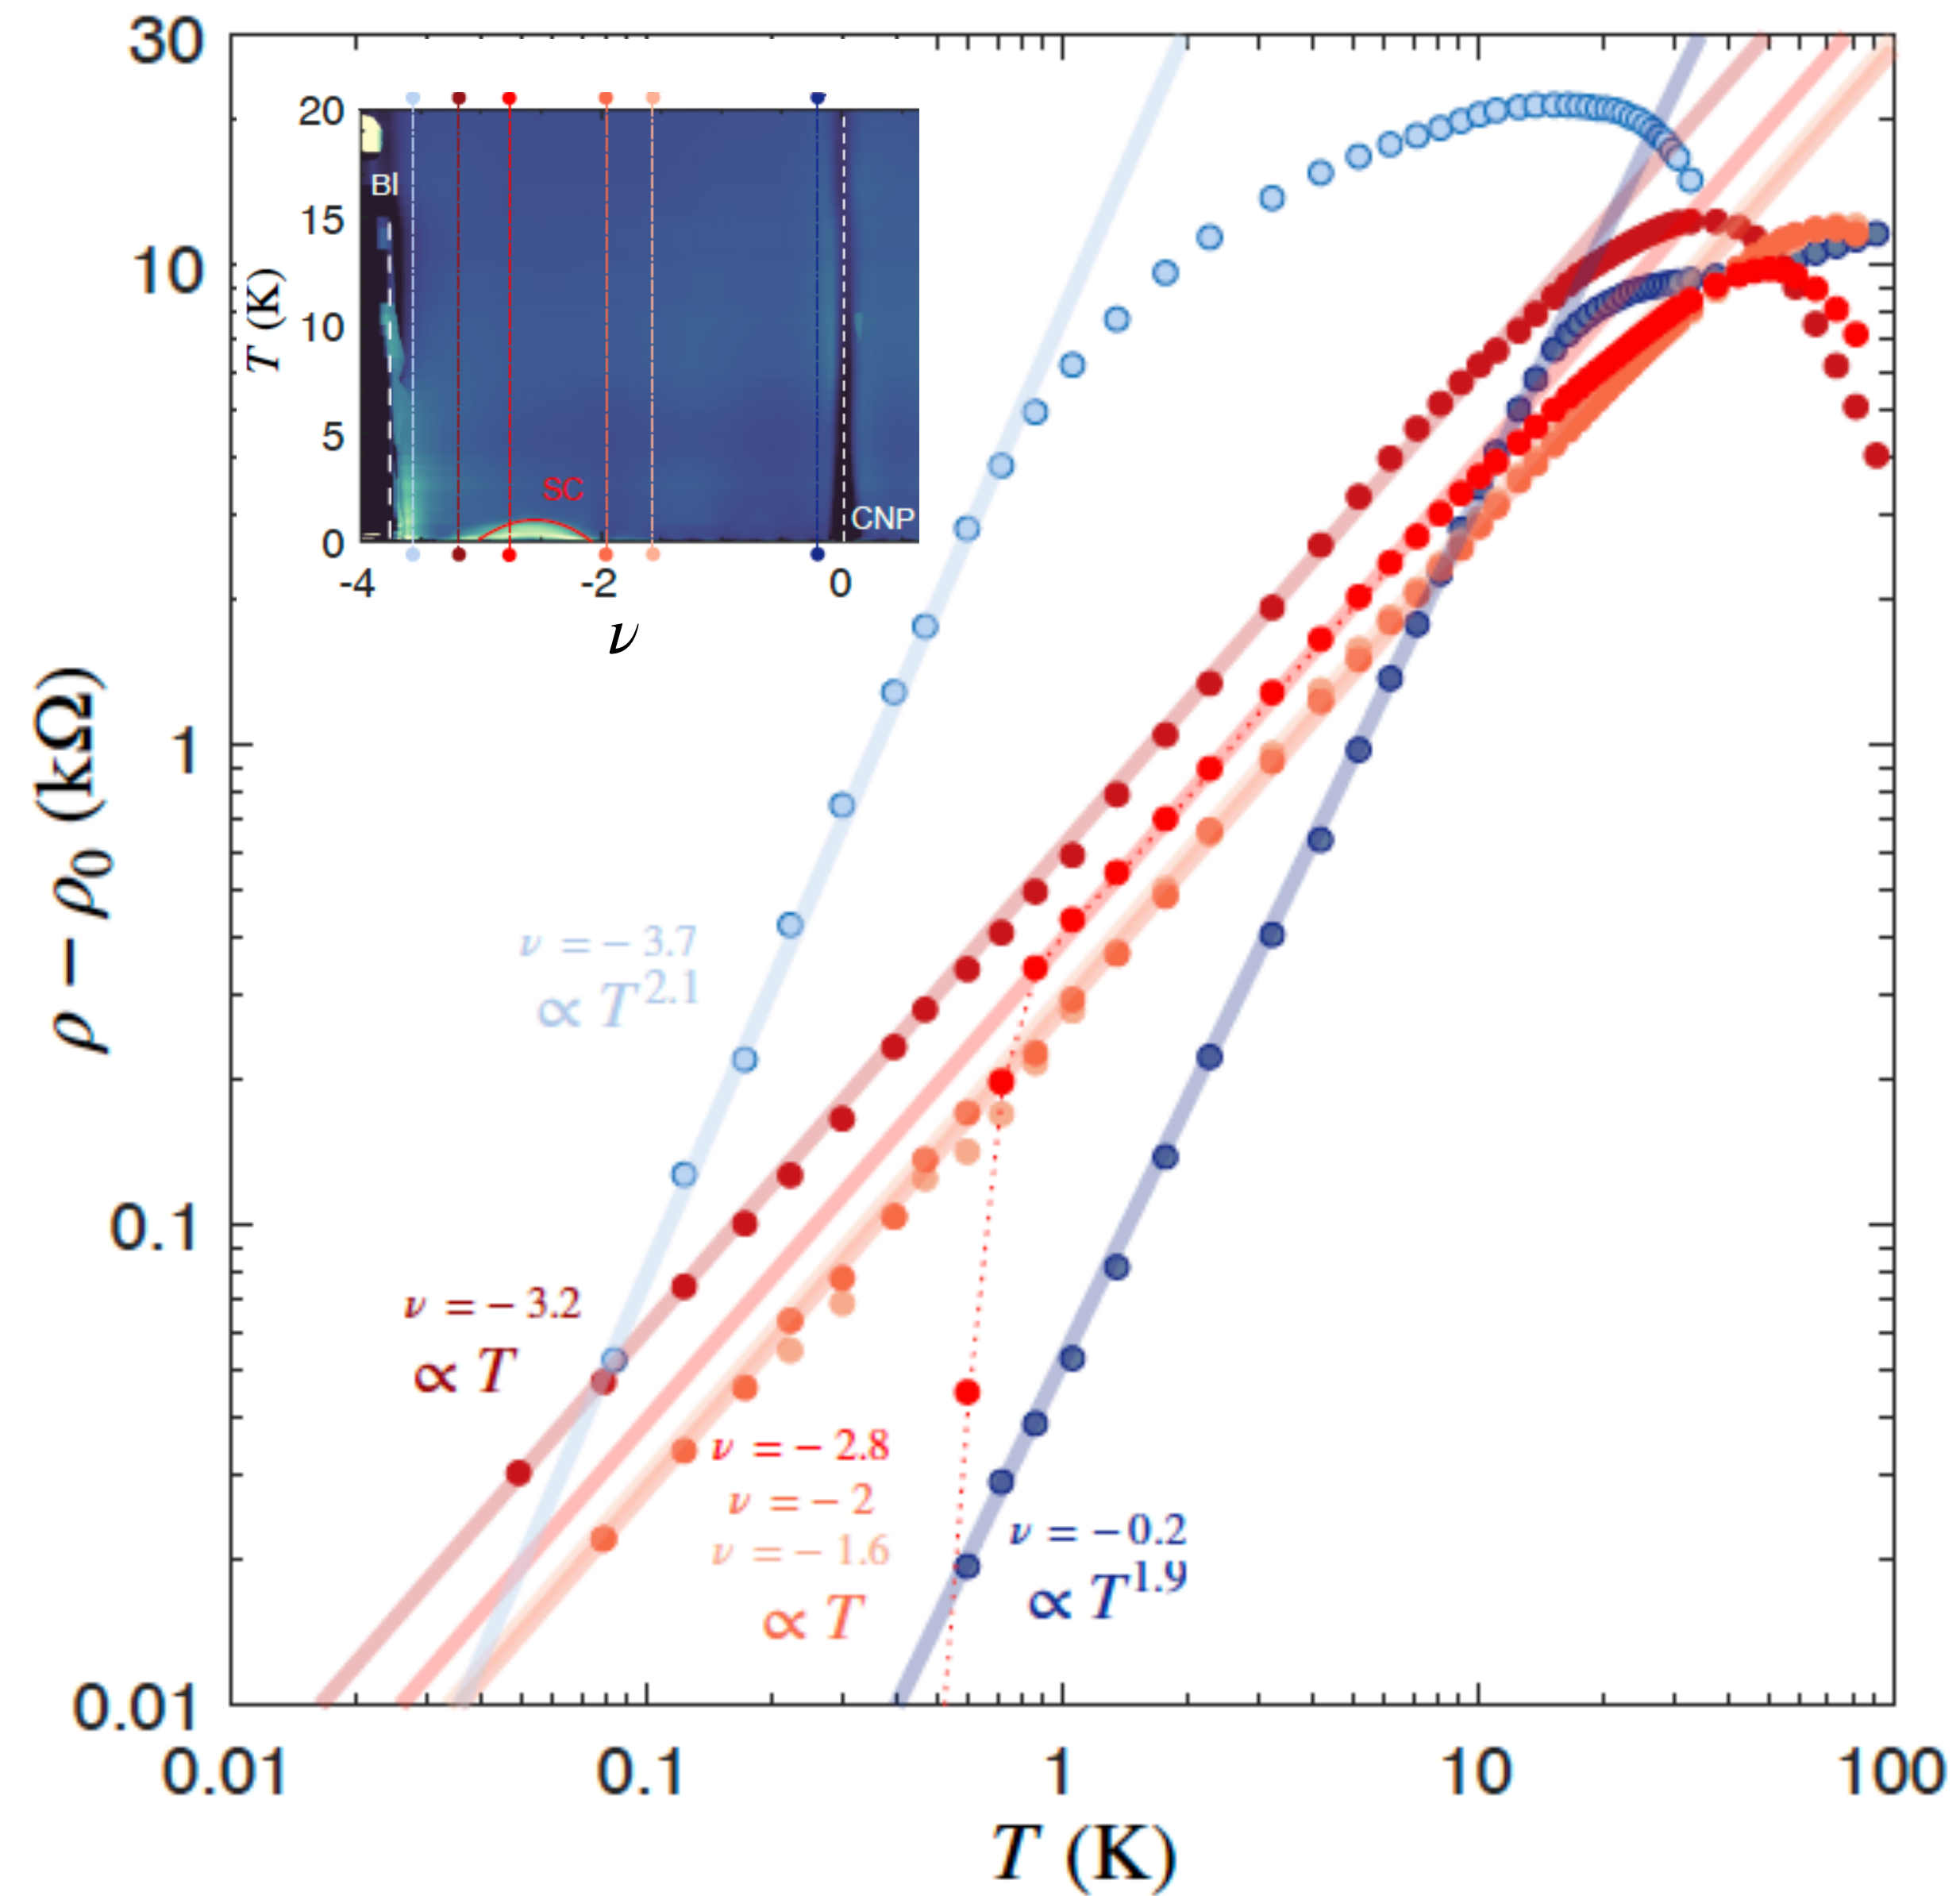 30
10
1
0.1
0.01
ρ − ρ₀ (kΩ)
20
15
10
5
0
T (K)
BI
SC
CNP
-4
-2
0
ν
ν = − 3.7
∝ T^2.1
ν = − 3.2
∝ T
ν = − 2.8
ν = − 2
ν = − 1.6
∝ T
ν = − 0.2
∝ T^1.9
0.01
0.1
1
10
100
T (K)